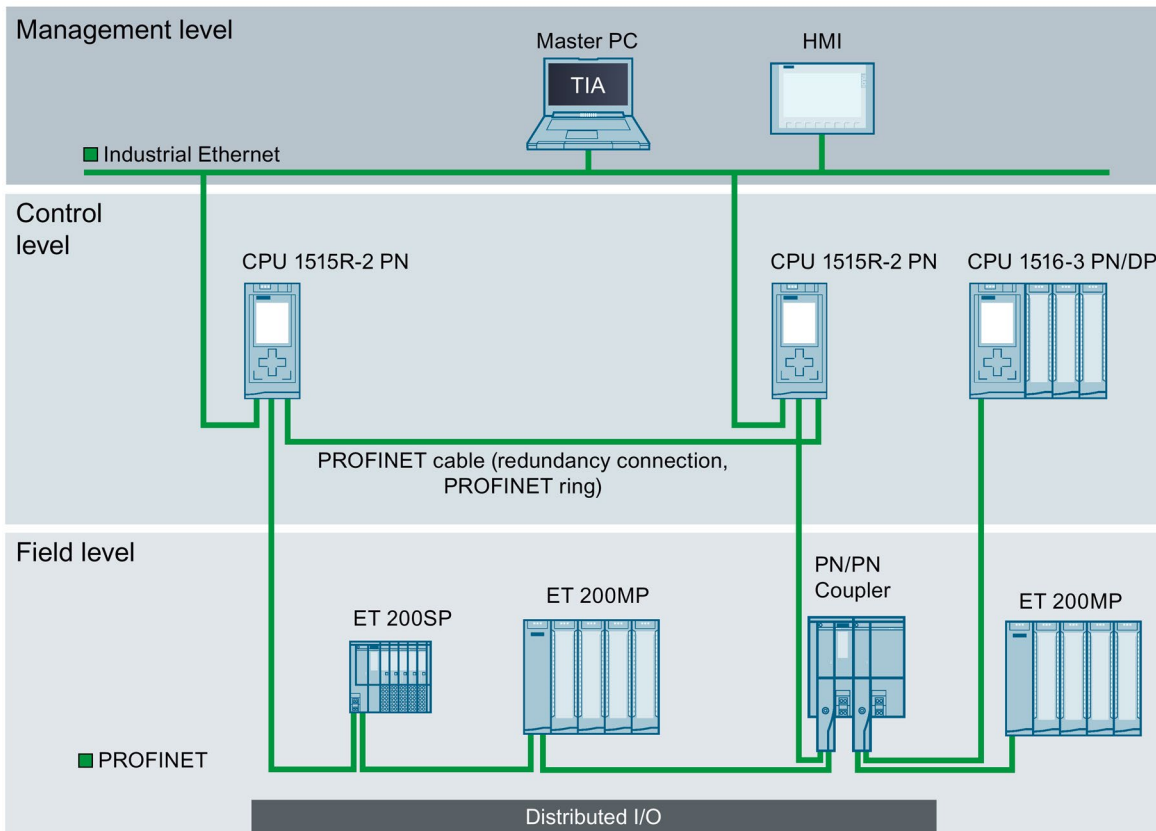 Management level
Master PC
HMI
TIA
Industrial Ethernet
Control
level
CPU 1515R-2 PN
CPU 1515R-2 PN
CPU 1516-3 PN/DP
PROFINET cable (redundancy connection,
PROFINET ring)
Field level
PN/PN
Coupler
ET 200SP
ET 200MP
ET 200MP
PROFINET
Distributed I/O